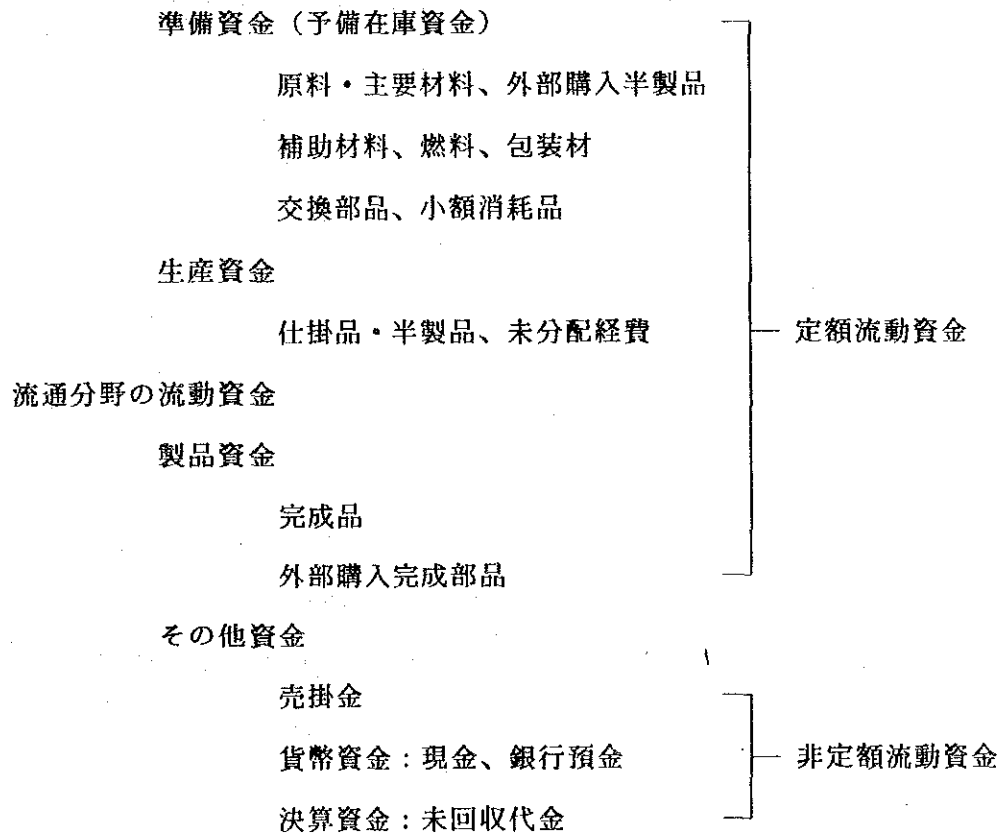 準備資金（予備在庫資金）
原料・主要材料、外部購入半製品
補助材料、燃料、包装材
交換部品、小額消耗品
生産資金
仕掛品・半製品、未分配経費
定額流動資金
流通分野の流動資金
製品資金
完成品
外部購入完成部品
その他資金
売掛金
貨幣資金：現金、銀行預金
非定額流動資金
決算資金：未回収代金